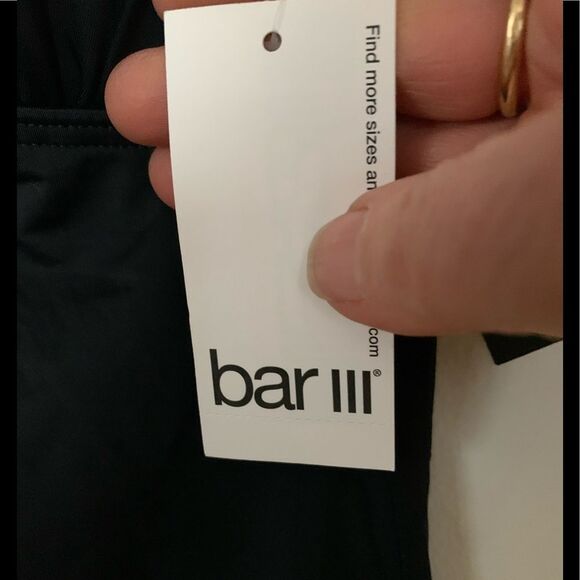 Find more sizes
com
bar III®